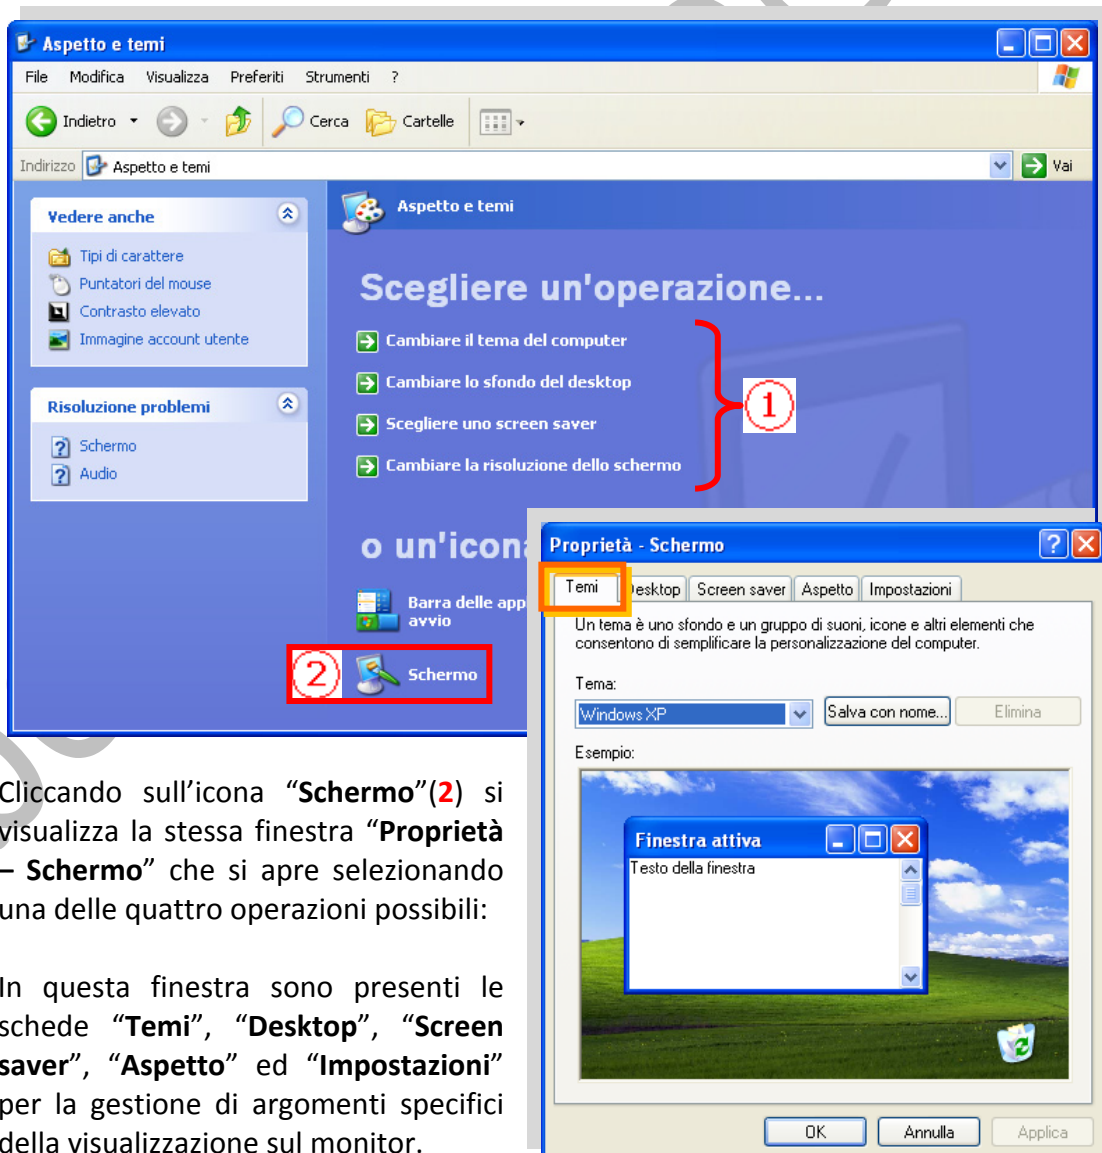 Aspetto e temi
File Modifica Visualizza Preferiti Strumenti ?
Indietro Cerca Cartelle
Indirizzo Aspetto e temi Vai
Vedere anche
Tipi di carattere
Puntatori del mouse
Contrasto elevato
Immagine account utente
Risoluzione problemi
Schermo
Audio
Aspetto e temi
Scegliere un'operazione...
Cambiare il tema del computer
Cambiare lo sfondo del desktop
Scegliere uno screen saver
Cambiare la risoluzione dello schermo
1
o un'icona
Barra delle app
avvio
2
Schermo
Proprietà - Schermo
Temi Desktop Screen saver Aspetto Impostazioni
Un tema è uno sfondo e un gruppo di suoni, icone e altri elementi che
consentono di semplificare la personalizzazione del computer.
Tema:
Windows XP Salva con nome... Elimina
Esempio:
Finestra attiva
Testo della finestra
OK Annulla Applica
Cliccando sull’icona “Schermo”(2) si
visualizza la stessa finestra “Proprietà
– Schermo” che si apre selezionando
una delle quattro operazioni possibili:
In questa finestra sono presenti le
schede “Temi”, “Desktop”, “Screen
saver”, “Aspetto” ed “Impostazioni”
per la gestione di argomenti specifici
della visualizzazione sul monitor.